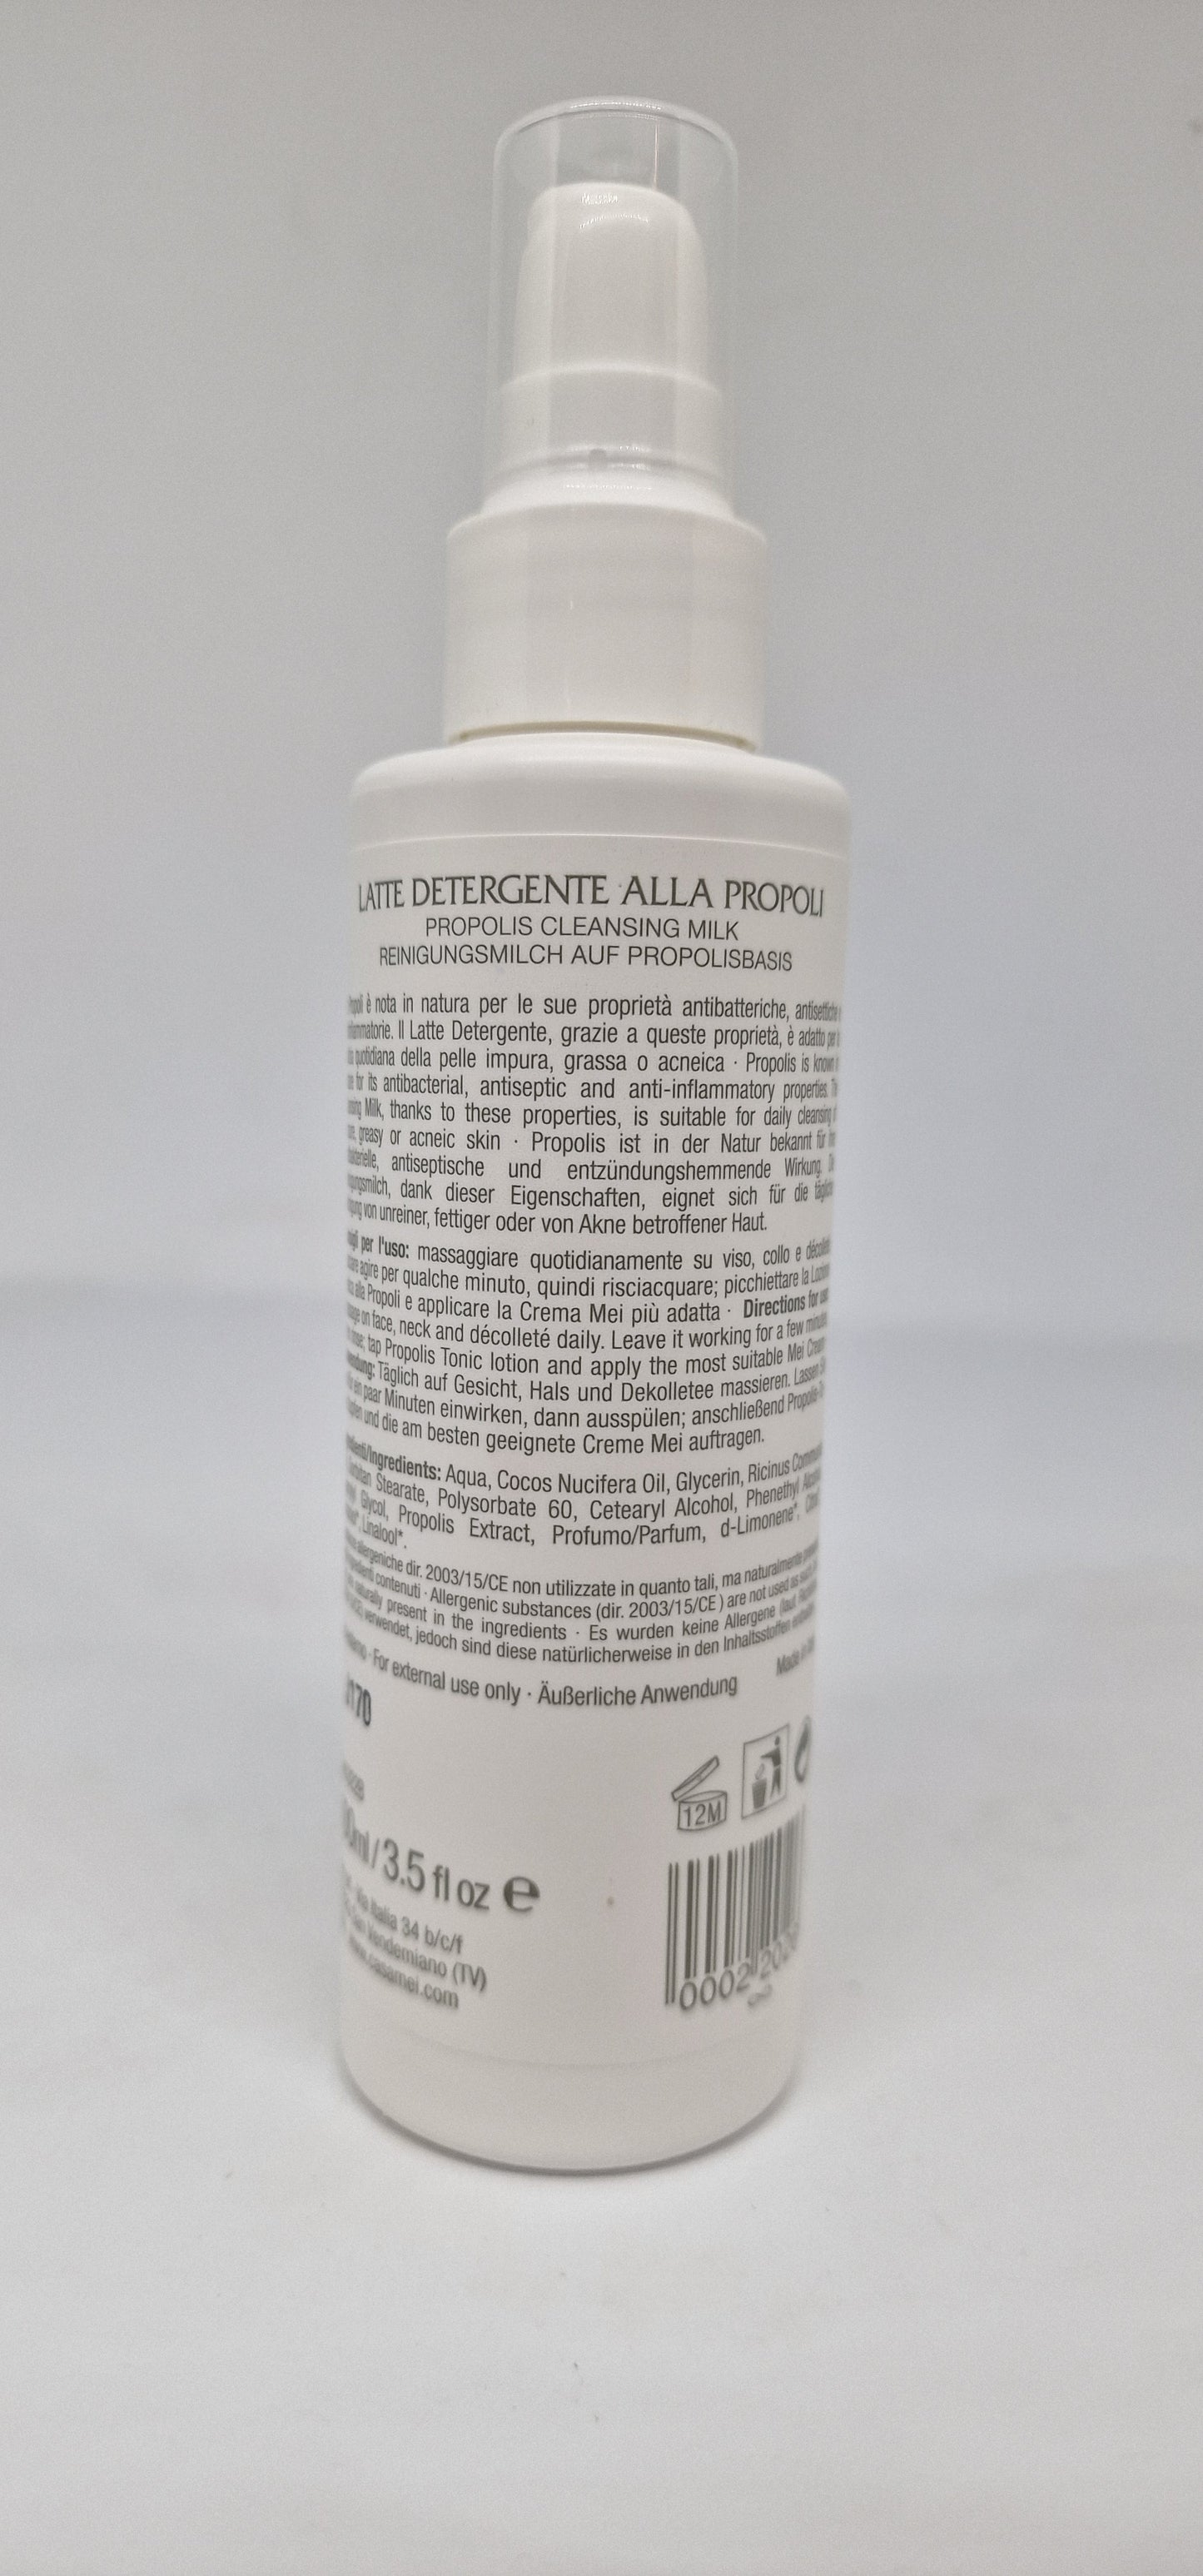 LATTE DETERGENTE ALLA PROPOLI
PROPOLIS CLEANSING MILK
REINIGUNGSMILCH AUF PROPOLISBASIS
è nota in natura per le sue proprietà antibatteriche, antisettiche
Il Latte Detergente, grazie a queste proprietà, è adatto per
quotidiana della pelle impura, grassa o acneica · Propolis is known
for its antibacterial, antiseptic and anti-inflammatory properties.
Milk, thanks to these properties, is suitable for daily cleansing
greasy or acneic skin · Propolis ist in der Natur bekannt für
antiseptische und entzündungshemmende Wirkung.
dank dieser Eigenschaften, eignet sich für die
von unreiner, fettiger oder von Akne betroffener Haut.
per l'uso: massaggiare quotidianamente su viso, collo e
agire per qualche minuto, quindi risciacquare; picchiettare la
alla Propoli e applicare la Crema Mei più adatta · Directions for
on face, neck and décolleté daily. Leave it working for a few
tap Propolis Tonic lotion and apply the most suitable Mei
Täglich auf Gesicht, Hals und Dekolletee massieren. Lassen
paar Minuten einwirken, dann ausspülen; anschließend
und die am besten geeignete Creme Mei auftragen.
Aqua, Cocos Nucifera Oil, Glycerin, Ricinus
Stearate, Polysorbate 60, Cetearyl Alcohol, Phenethyl
Glycol, Propolis Extract, Profumo/Parfum, d-Limonene*,
Linalool*.
allergeniche dir. 2003/15/CE non utilizzate in quanto tali, ma naturalmente
contenuti · Allergenic substances (dir. 2003/15/CE ) are not used as
naturally present in the ingredients · Es wurden keine Allergene
verwendet, jedoch sind diese natürlicherweise in den Inhaltsstoffen
· For external use only · Äußerliche Anwendung
Made
12M
/ 3.5 fl oz e
Italia 34 b/c/f
Vendemiano (TV)
www.casamei.com
0002